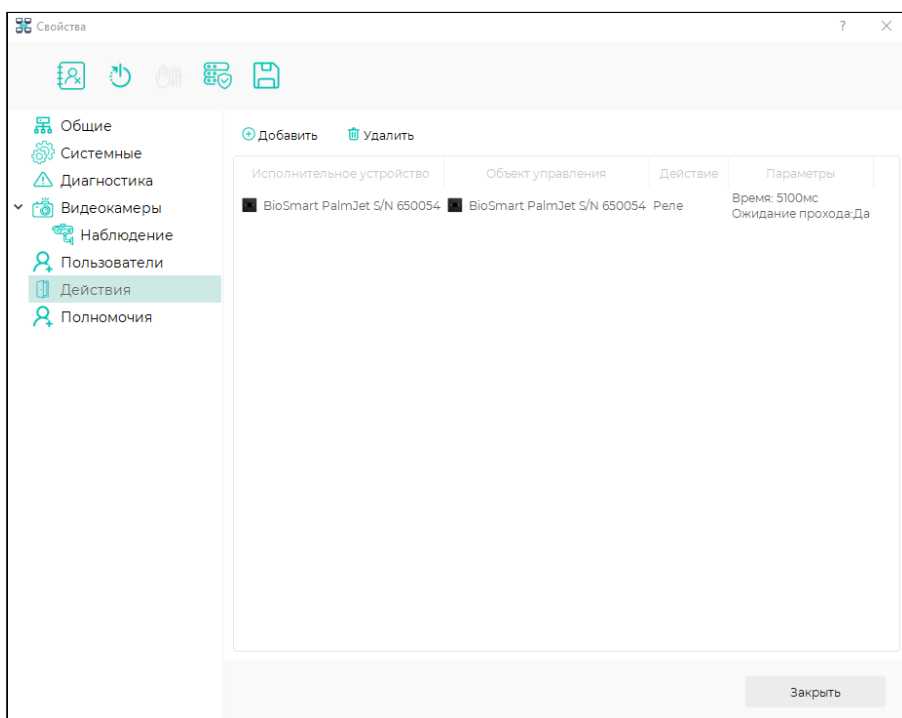 Свойства
?
Общие
Системные
Диагностика
Видеокамеры
Наблюдение
Пользователи
Действия
Полномочия
Добавить Удалить
Исполнительное устройство Объект управления Действие Параметры
BioSmart PalmJet S/N 650054 BioSmart PalmJet S/N 650054 Реле Время: 5100мс
Ожидание прохода:Да
Закрыть